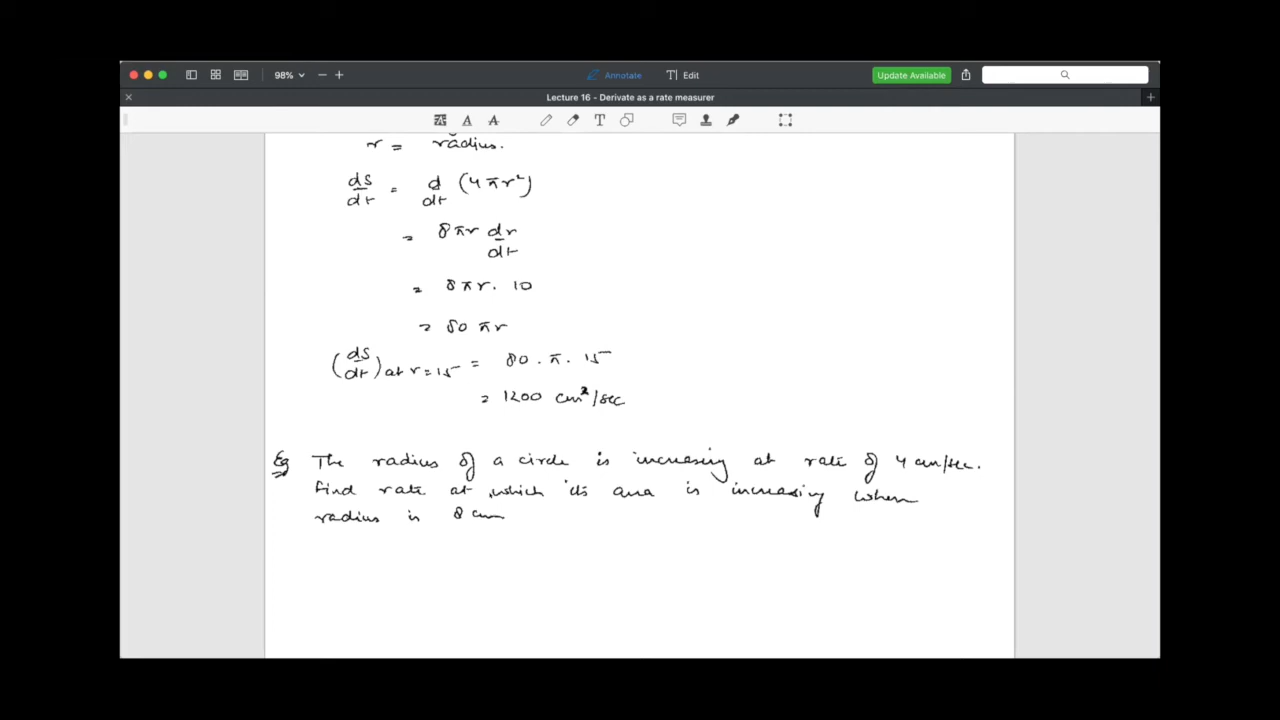 98%
Annotate
Edit
Update Available
Lecture 16 - Derivate as a rate measurer
r = radius.
dS/dt = d/dt (4πr²)
= 8πr dr/dt
= 8πr. 10
= 80 πr
(dS/dt) at r = 15 = 80 . π . 15
= 1200 cm²/sec
Eg The radius of a circle is increasing at rate of 4 cm/sec.
Find rate at which its area is increasing when
radius is 8 cm